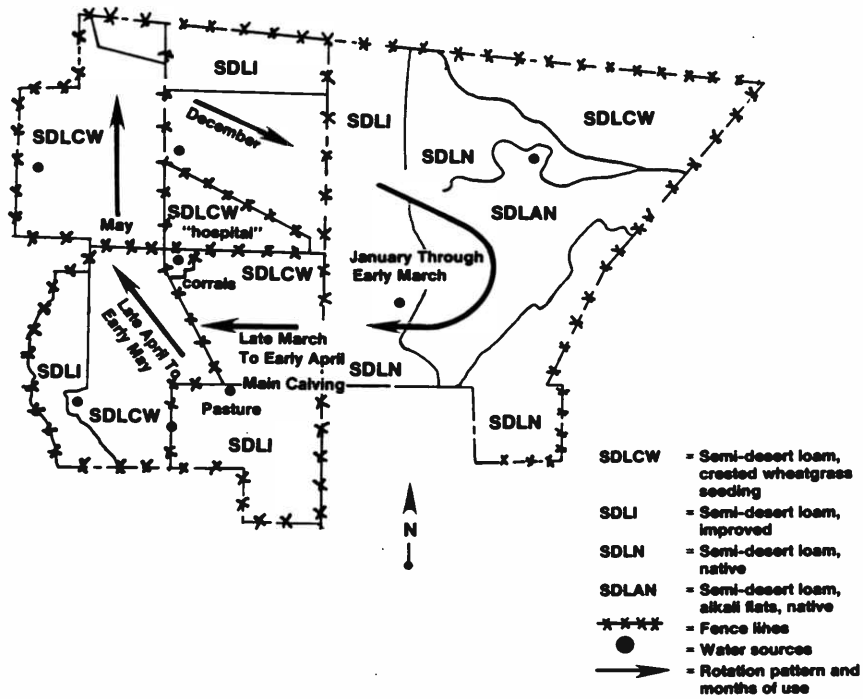 SDLI
SDLCW
December
SDLI
SDLCW
SDLN
SDLAN
SDLCW
"hospital"
May
SDLCW
corrals
January Through
Early March
Late April To
Early May
Late March
To Early April
SDLI
SDLN
Main Calving
Pasture
SDLCW
SDLI
SDLN
N
SDLCW = Semi-desert loam,
crested wheatgrass
seeding
SDLI = Semi-desert loam,
improved
SDLN = Semi-desert loam,
native
SDLAN = Semi-desert loam,
alkali flats, native
= Fence lines
= Water sources
= Rotation pattern and
months of use